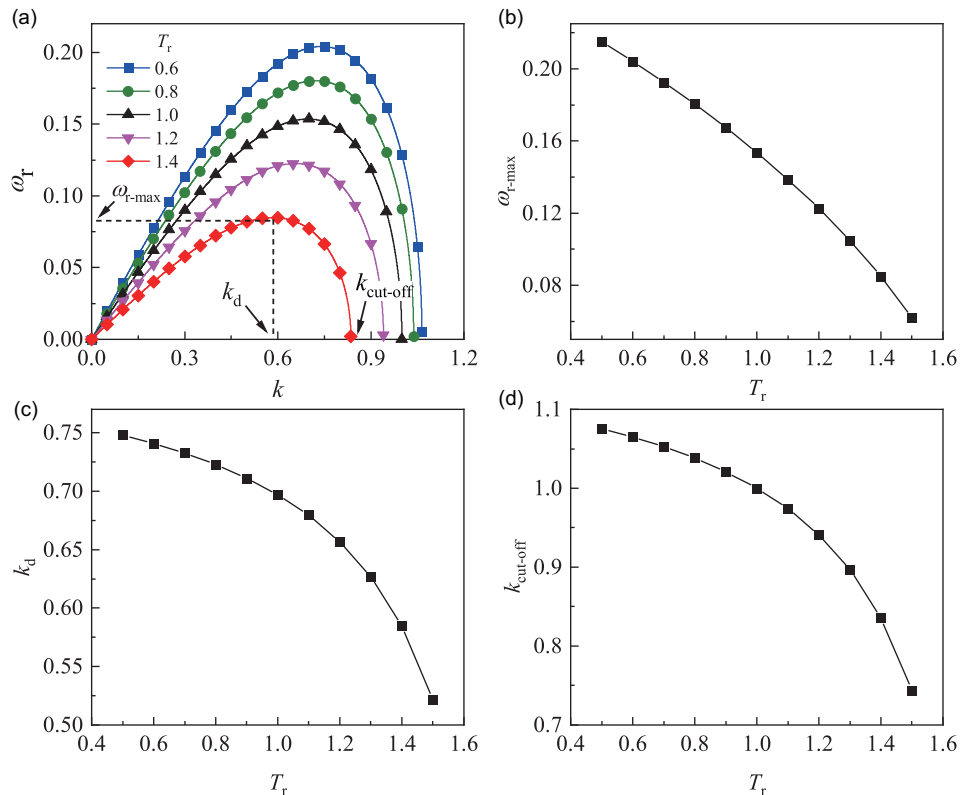 (a)
T_r
0.6
0.8
1.0
1.2
1.4
0.20
0.15
0.10
0.05
0.00
ω_r
ω_r-max
k_d
k_cut-off
0.0 0.3 0.6 0.9 1.2
k
(b)
0.20
0.16
0.12
0.08
ω_r-max
0.4 0.6 0.8 1.0 1.2 1.4 1.6
T_r
(c)
0.75
0.70
0.65
0.60
0.55
0.50
k_d
0.4 0.6 0.8 1.0 1.2 1.4 1.6
T_r
(d)
1.1
1.0
0.9
0.8
0.7
k_cut-off
0.4 0.6 0.8 1.0 1.2 1.4 1.6
T_r